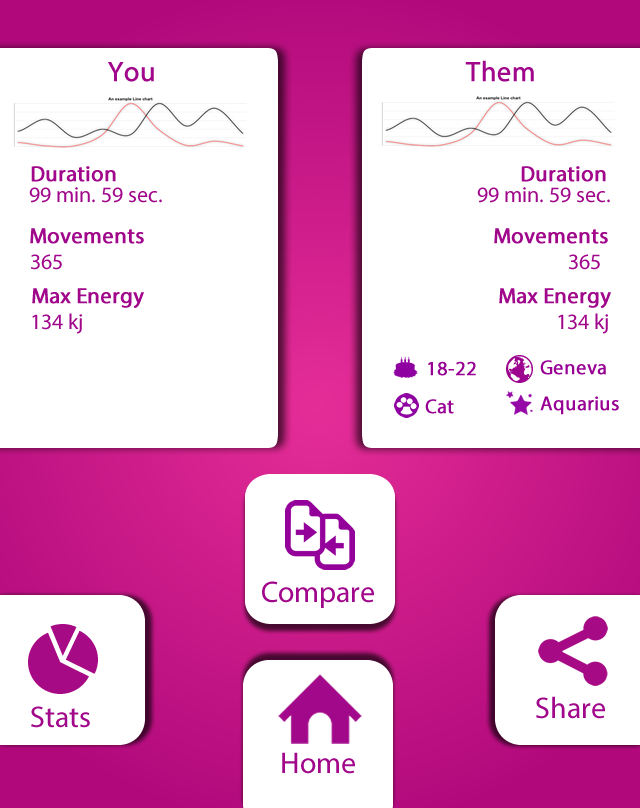 You
An example Line chart
Duration
99 min. 59 sec.
Movements
365
Max Energy
134 kj
Them
An example Line chart
Duration
99 min. 59 sec.
Movements
365
Max Energy
134 kj
18-22
Geneva
Cat
Aquarius
Compare
Stats
Home
Share